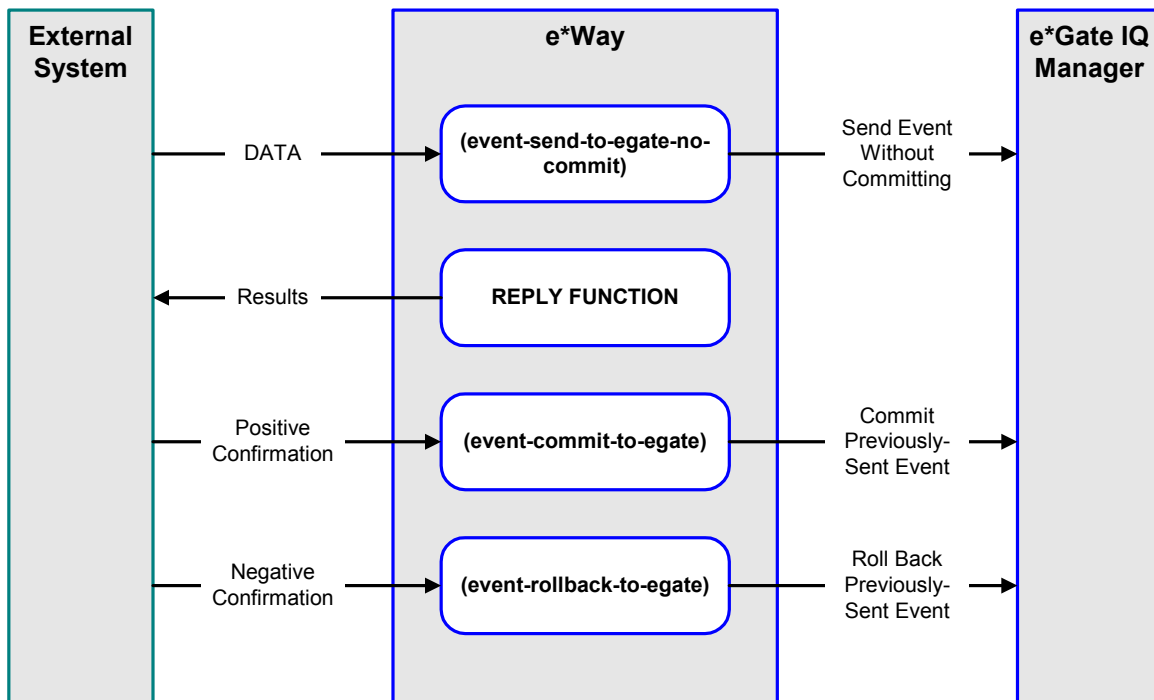 External
System
e*Way
e*Gate IQ
Manager
DATA
(event-send-to-egate-no-
commit)
Send Event
Without
Committing
Results
REPLY FUNCTION
Positive
Confirmation
(event-commit-to-egate)
Commit
Previously-
Sent Event
Negative
Confirmation
(event-rollback-to-egate)
Roll Back
Previously-
Sent Event